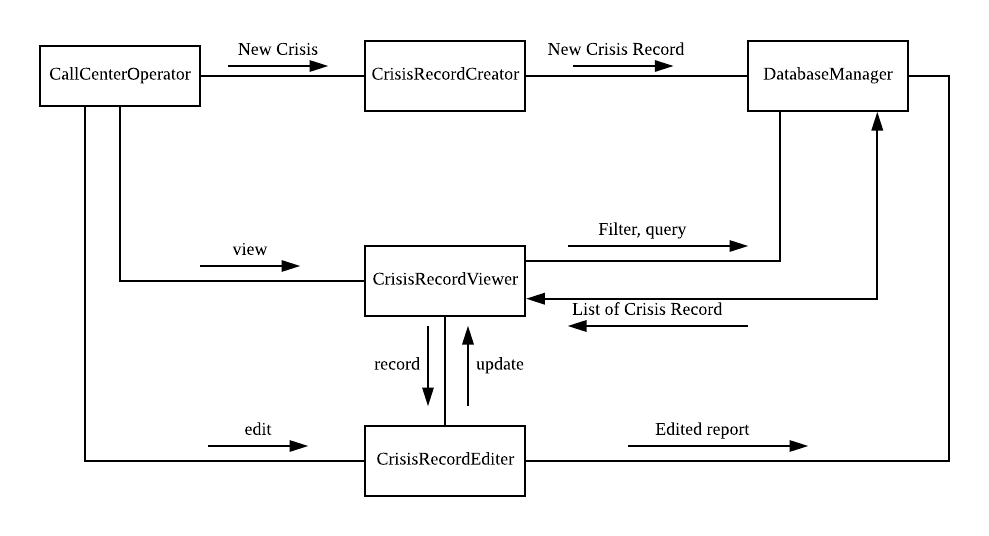 New Crisis
New Crisis Record
CallCenterOperator
CrisisRecordCreator
DatabaseManager
Filter, query
view
CrisisRecordViewer
List of Crisis Record
record
update
edit
Edited report
CrisisRecordEditer